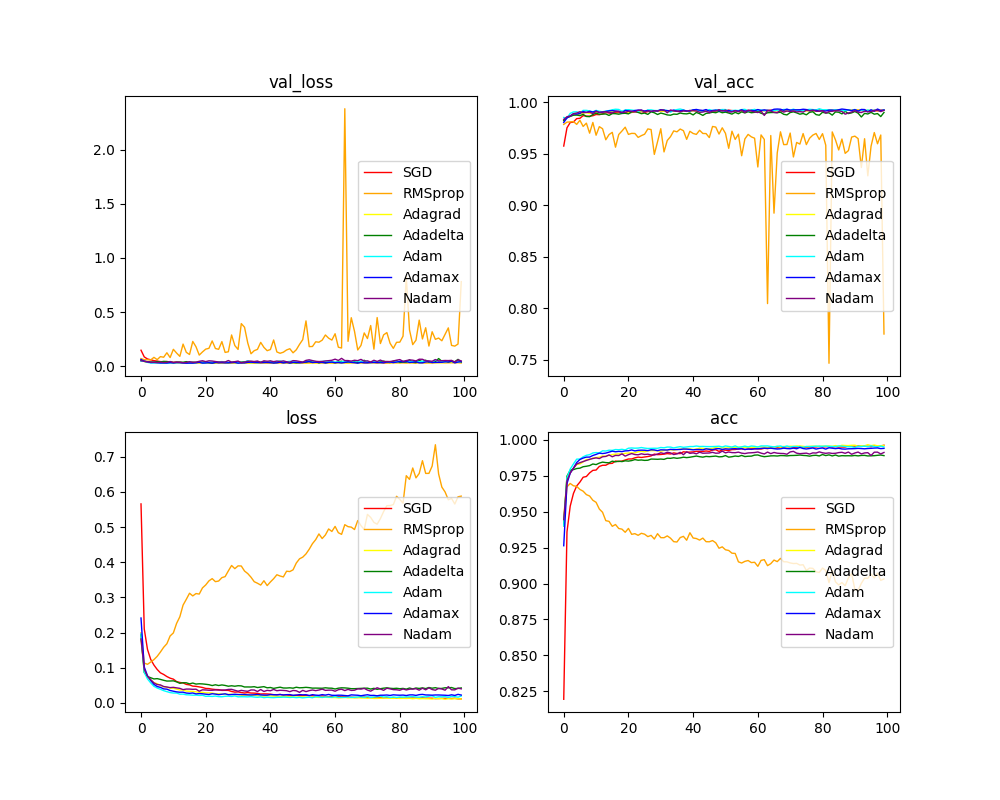 val_loss
2.0
1.5
1.0
0.5
0.0
0 20 40 60 80 100
SGD
RMSprop
Adagrad
Adadelta
Adam
Adamax
Nadam
val_acc
1.00
0.95
0.90
0.85
0.80
0.75
0 20 40 60 80 100
SGD
RMSprop
Adagrad
Adadelta
Adam
Adamax
Nadam
loss
0.7
0.6
0.5
0.4
0.3
0.2
0.1
0.0
0 20 40 60 80 100
SGD
RMSprop
Adagrad
Adadelta
Adam
Adamax
Nadam
acc
1.000
0.975
0.950
0.925
0.900
0.875
0.850
0.825
0 20 40 60 80 100
SGD
RMSprop
Adagrad
Adadelta
Adam
Adamax
Nadam